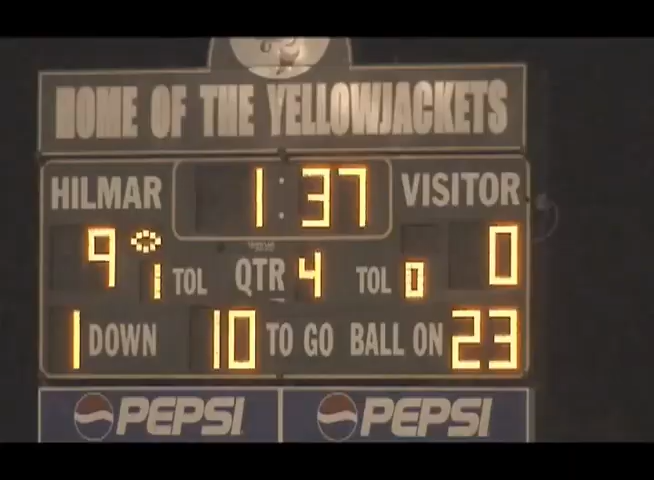 HOME OF THE YELLOWJACKETS
HILMAR 1:37 VISITOR
9 1 TOL QTR 4 TOL 0 0
1 DOWN 10 TO GO BALL ON 23
PEPSI PEPSI